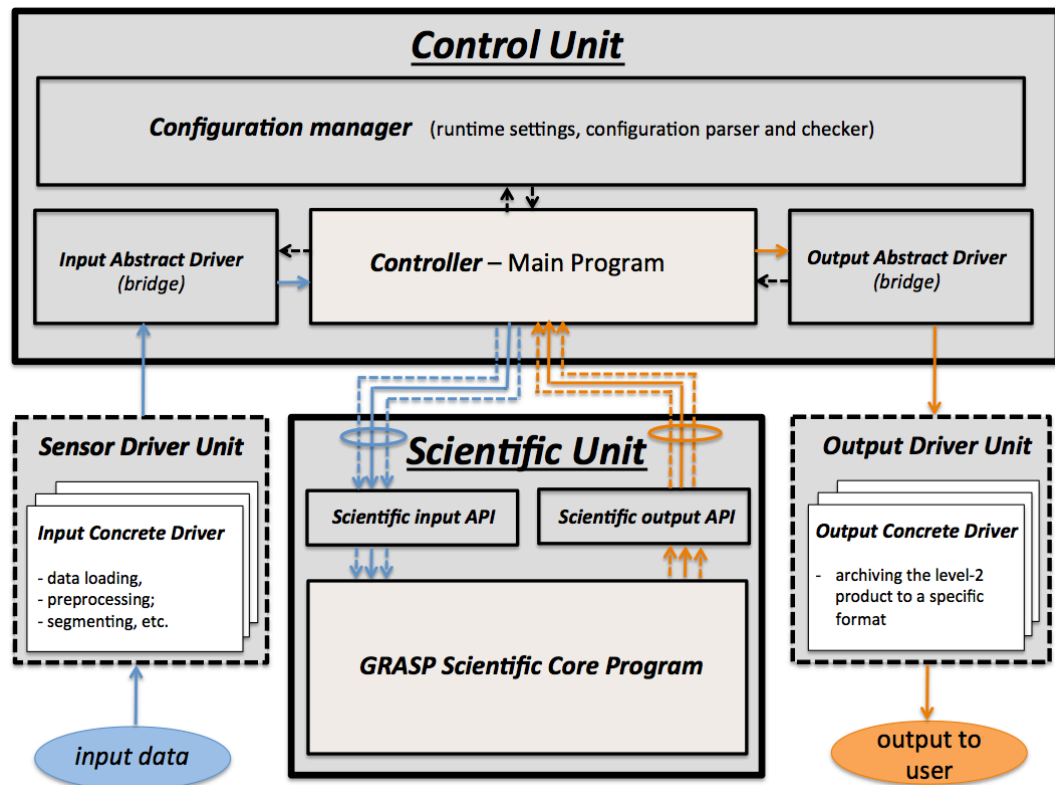 Control Unit
Configuration manager (runtime settings, configuration parser and checker)
Input Abstract Driver
(bridge)
Controller – Main Program
Output Abstract Driver
(bridge)
Sensor Driver Unit
Input Concrete Driver
- data loading,
- preprocessing;
- segmenting, etc.
input data
Scientific Unit
Scientific input API
Scientific output API
GRASP Scientific Core Program
Output Driver Unit
Output Concrete Driver
- archiving the level-2
product to a specific
format
output to
user